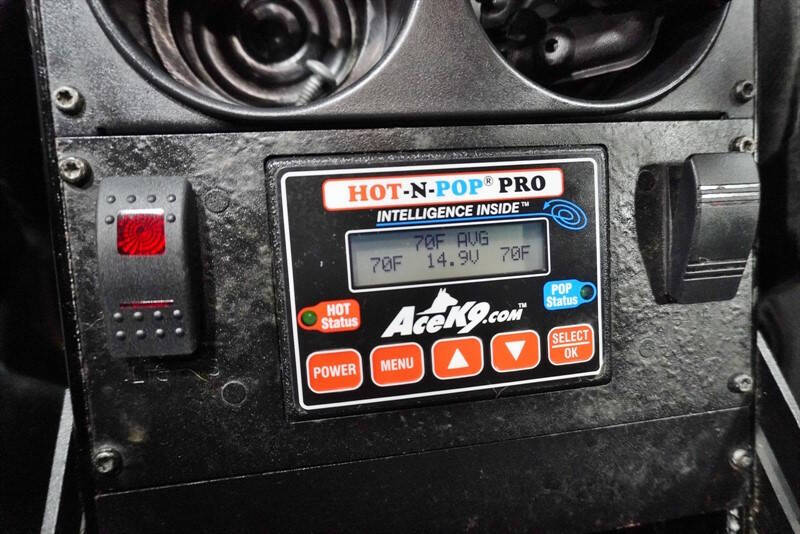 HOT-N-POP® PRO
INTELLIGENCE INSIDE™
70F AVG
70F 14.9V 70F
HOT Status
POP Status
AceK9.com™
POWER
MENU
SELECT/OK